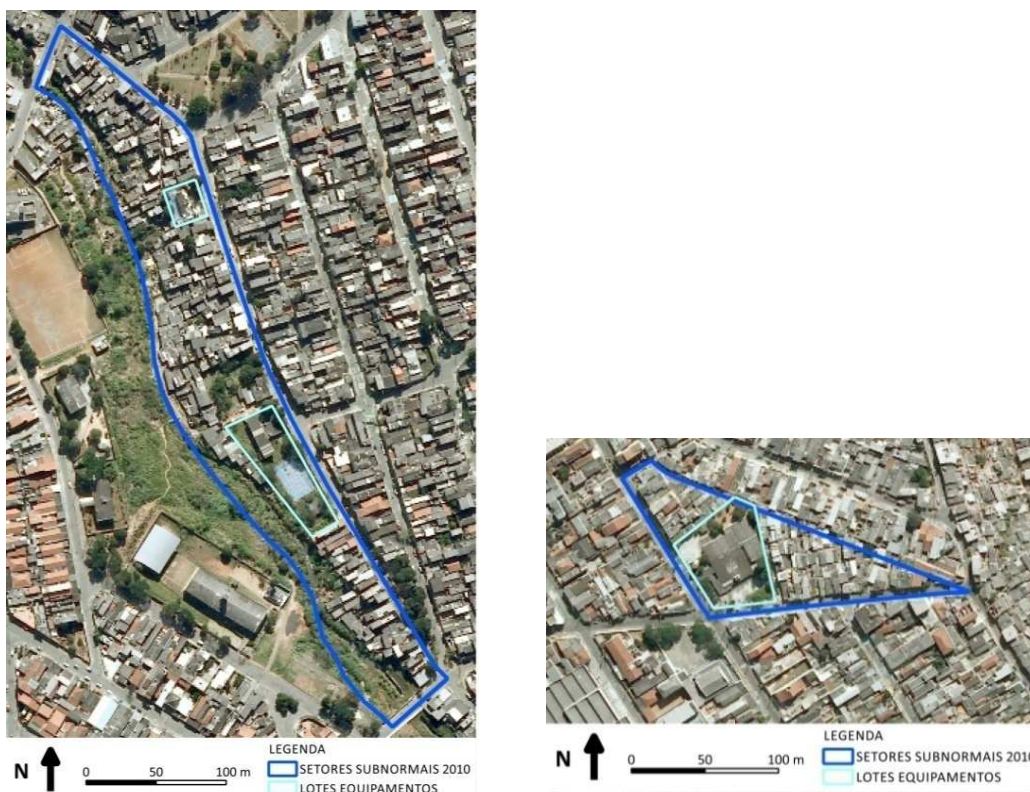 LEGENDA
N
0 50 100 m
SETORES SUBNORMAIS 2010
LOTES EQUIPAMENTOS
LEGENDA
N
0 50 100 m
SETORES SUBNORMAIS 2010
LOTES EQUIPAMENTOS